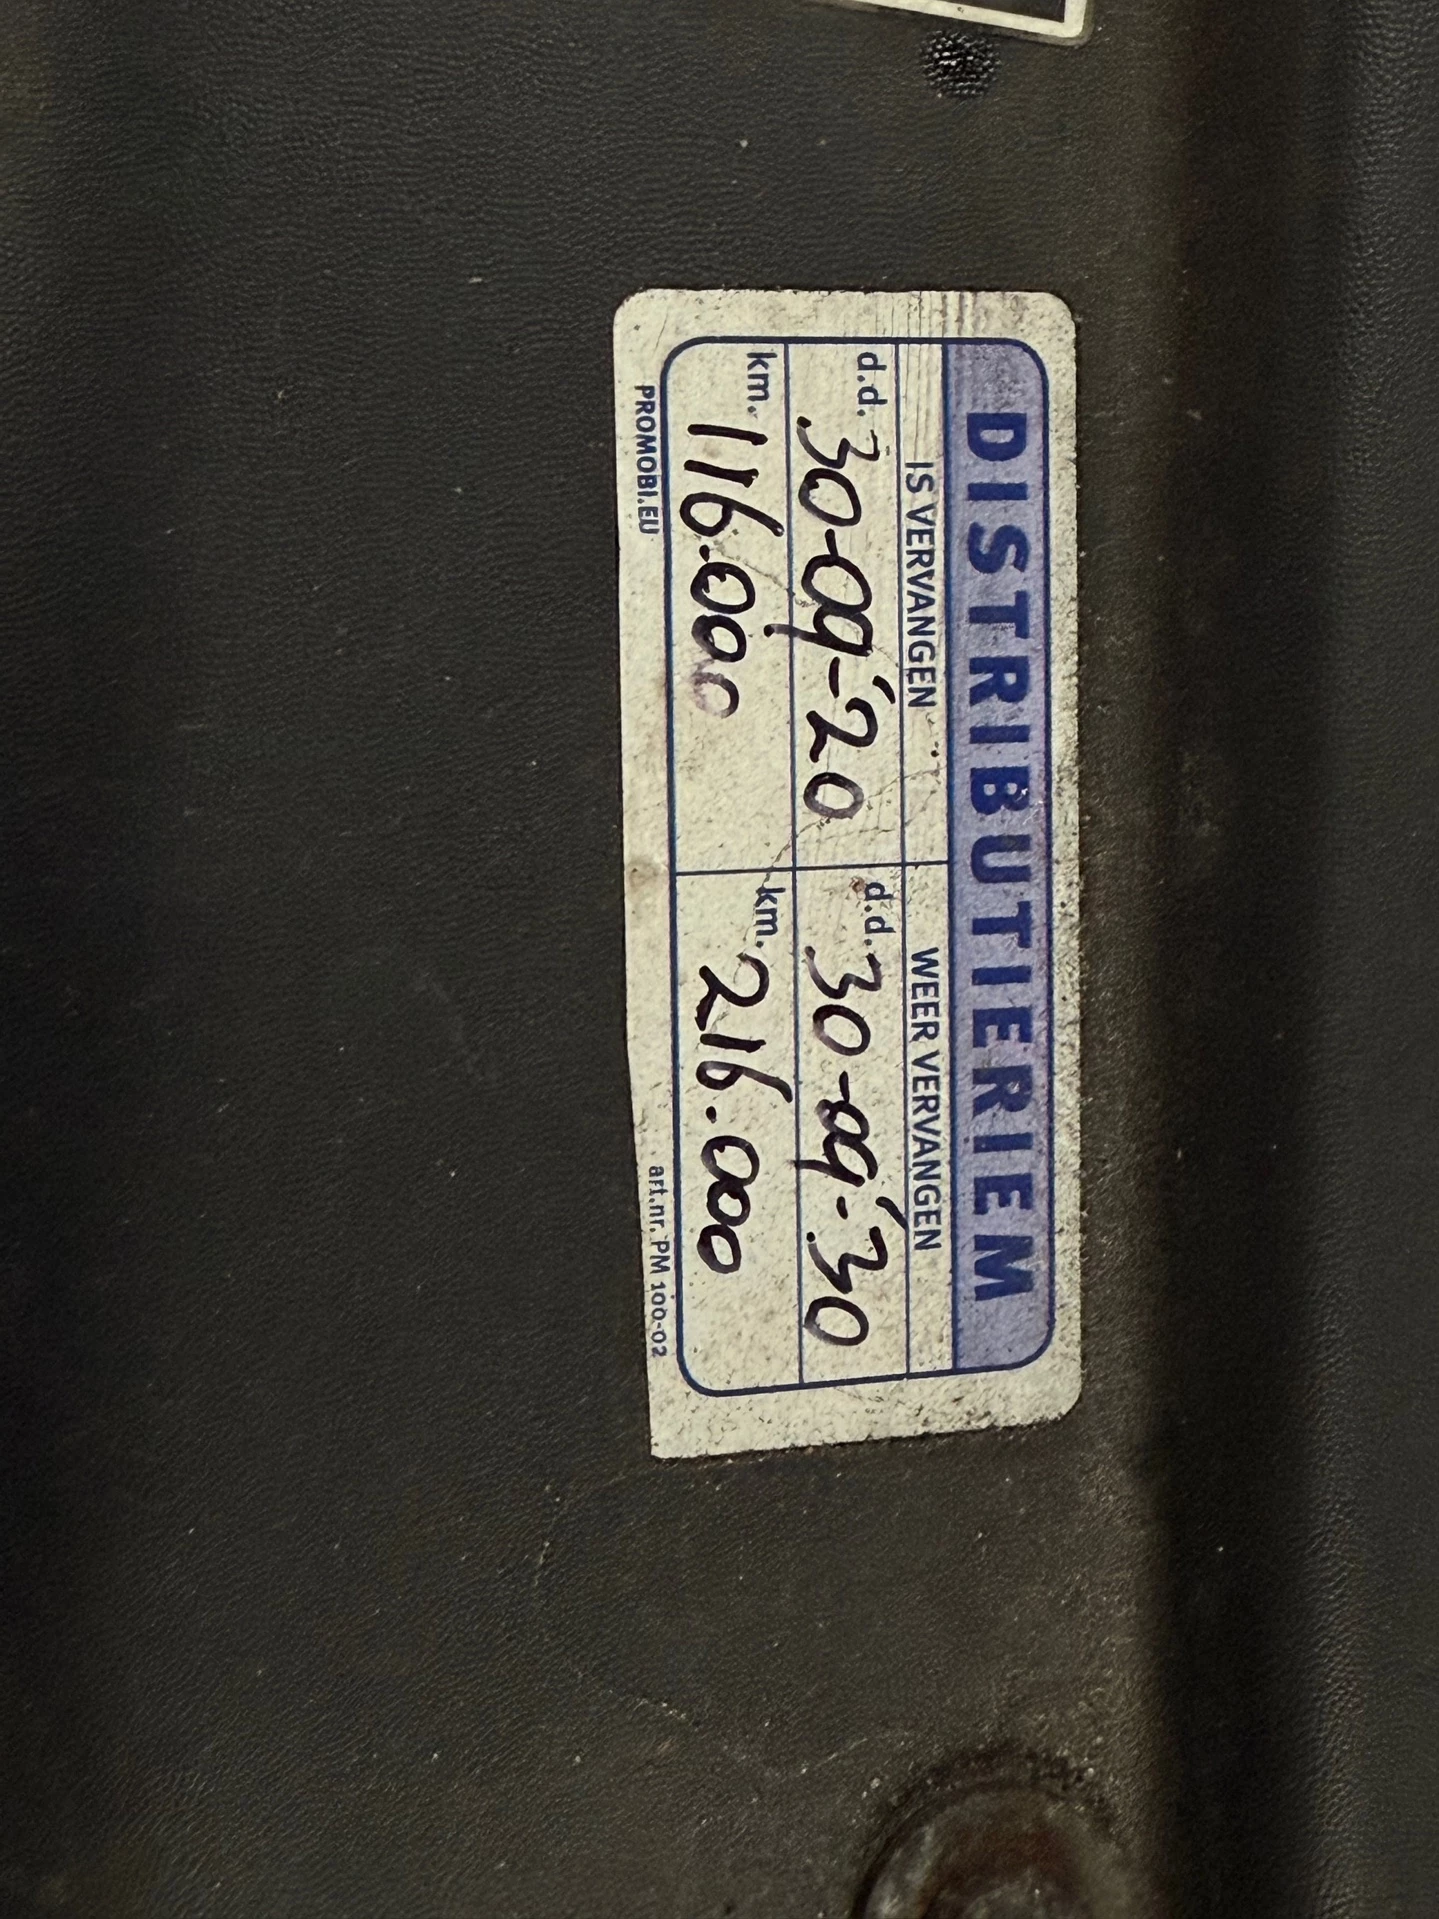 DISTRIBUTIERIEM
IS VERVANGEN WEER VERVANGEN
d.d. 30-09-'20 d.d. 30-09-'30
km. 116.000 km. 216.000
PROMOBI.EU art.nr. PM 100-02